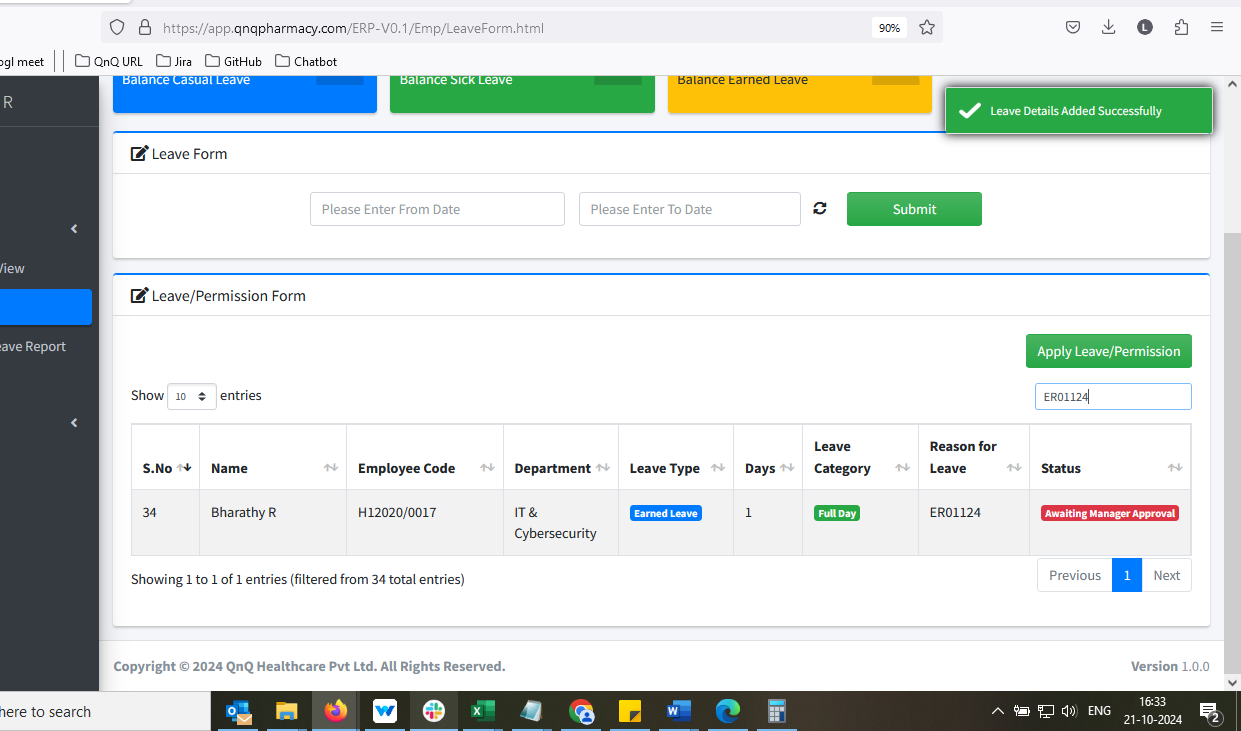 https://app.qnqpharmacy.com/ERP-V0.1/Emp/LeaveForm.html
90%
L
ogl meet
QnQ URL
Jira
GitHub
Chatbot
R
Balance Casual Leave
Balance Sick Leave
Balance Earned Leave
Leave Details Added Successfully
Leave Form
Please Enter From Date
Please Enter To Date
Submit
View
eave Report
Leave/Permission Form
Apply Leave/Permission
Show 10 entries
ER01124
S.No
Name
Employee Code
Department
Leave Type
Days
Leave
Category
Reason for
Leave
Status
34
Bharathy R
H12020/0017
IT &
Cybersecurity
Earned Leave
1
Full Day
ER01124
Awaiting Manager Approval
Showing 1 to 1 of 1 entries (filtered from 34 total entries)
Previous
1
Next
Copyright © 2024 QnQ Healthcare Pvt Ltd. All Rights Reserved.
Version 1.0.0
here to search
ENG
16:33
21-10-2024
2